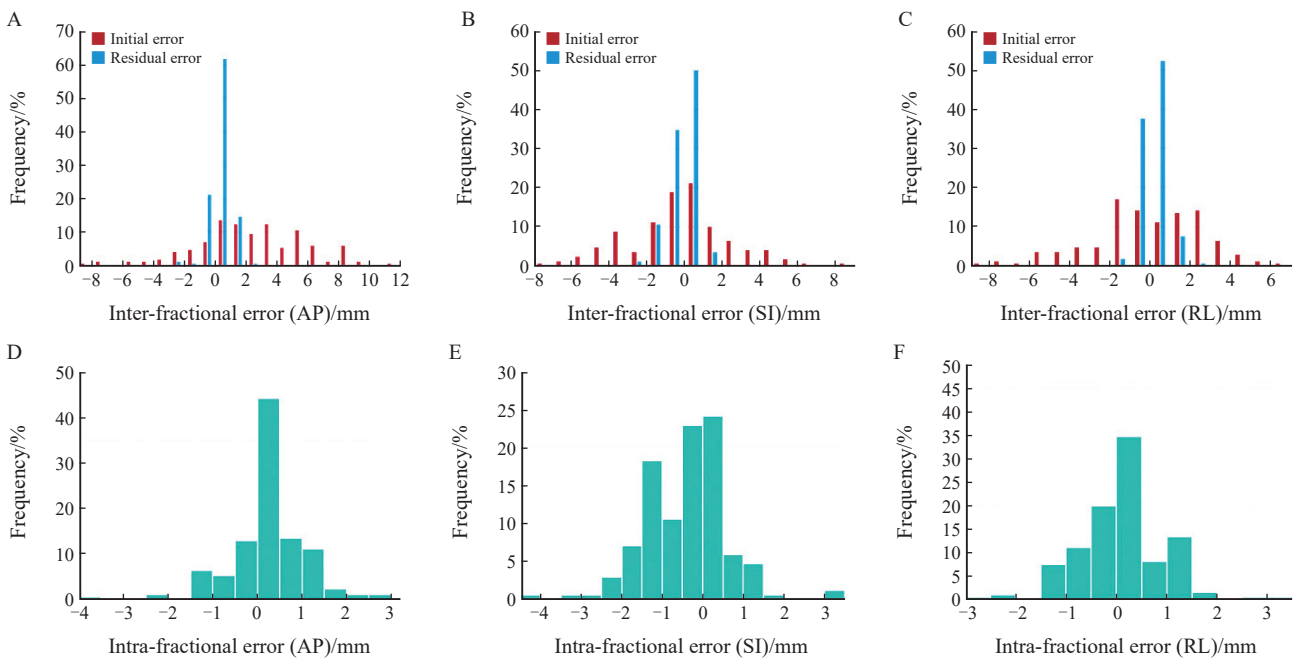 A
Initial error
Residual error
70
60
50
40
30
20
10
0
Frequency/%
−8 −6 −4 −2 0 2 4 6 8 10 12
Inter-fractional error (AP)/mm
B
Initial error
Residual error
60
50
40
30
20
10
0
Frequency/%
−8 −6 −4 −2 0 2 4 6 8
Inter-fractional error (SI)/mm
C
Initial error
Residual error
60
50
40
30
20
10
0
Frequency/%
−8 −6 −4 −2 0 2 4 6
Inter-fractional error (RL)/mm
D
50
40
30
20
10
0
Frequency/%
−4 −3 −2 −1 0 1 2 3
Intra-fractional error (AP)/mm
E
30
25
20
15
10
5
0
Frequency/%
−4 −3 −2 −1 0 1 2 3
Intra-fractional error (SI)/mm
F
50
45
40
35
30
25
20
15
10
5
0
Frequency/%
−3 −2 −1 0 1 2 3
Intra-fractional error (RL)/mm